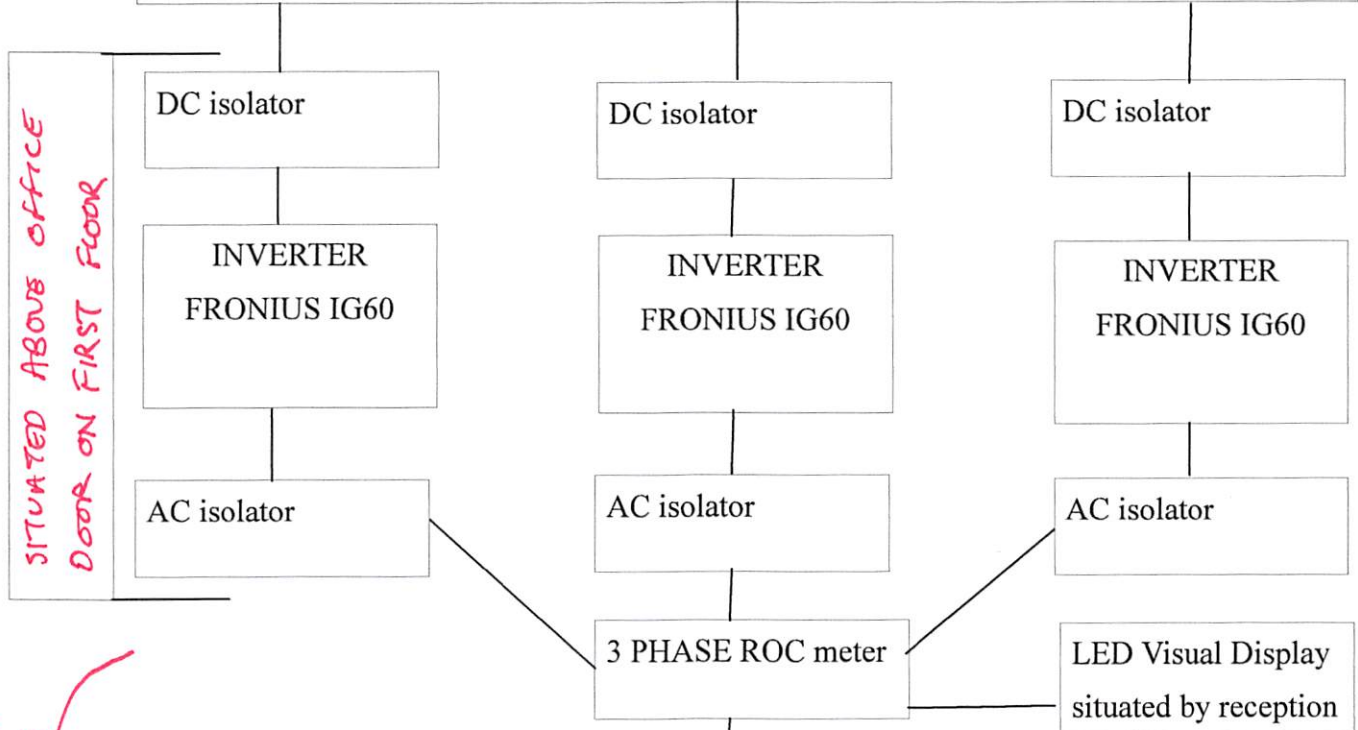 SITUATED ABOVE OFFICE
DOOR ON FIRST FLOOR
DC isolator
DC isolator
DC isolator
INVERTER
FRONIUS IG60
INVERTER
FRONIUS IG60
INVERTER
FRONIUS IG60
AC isolator
AC isolator
AC isolator
3 PHASE ROC meter
LED Visual Display
situated by reception